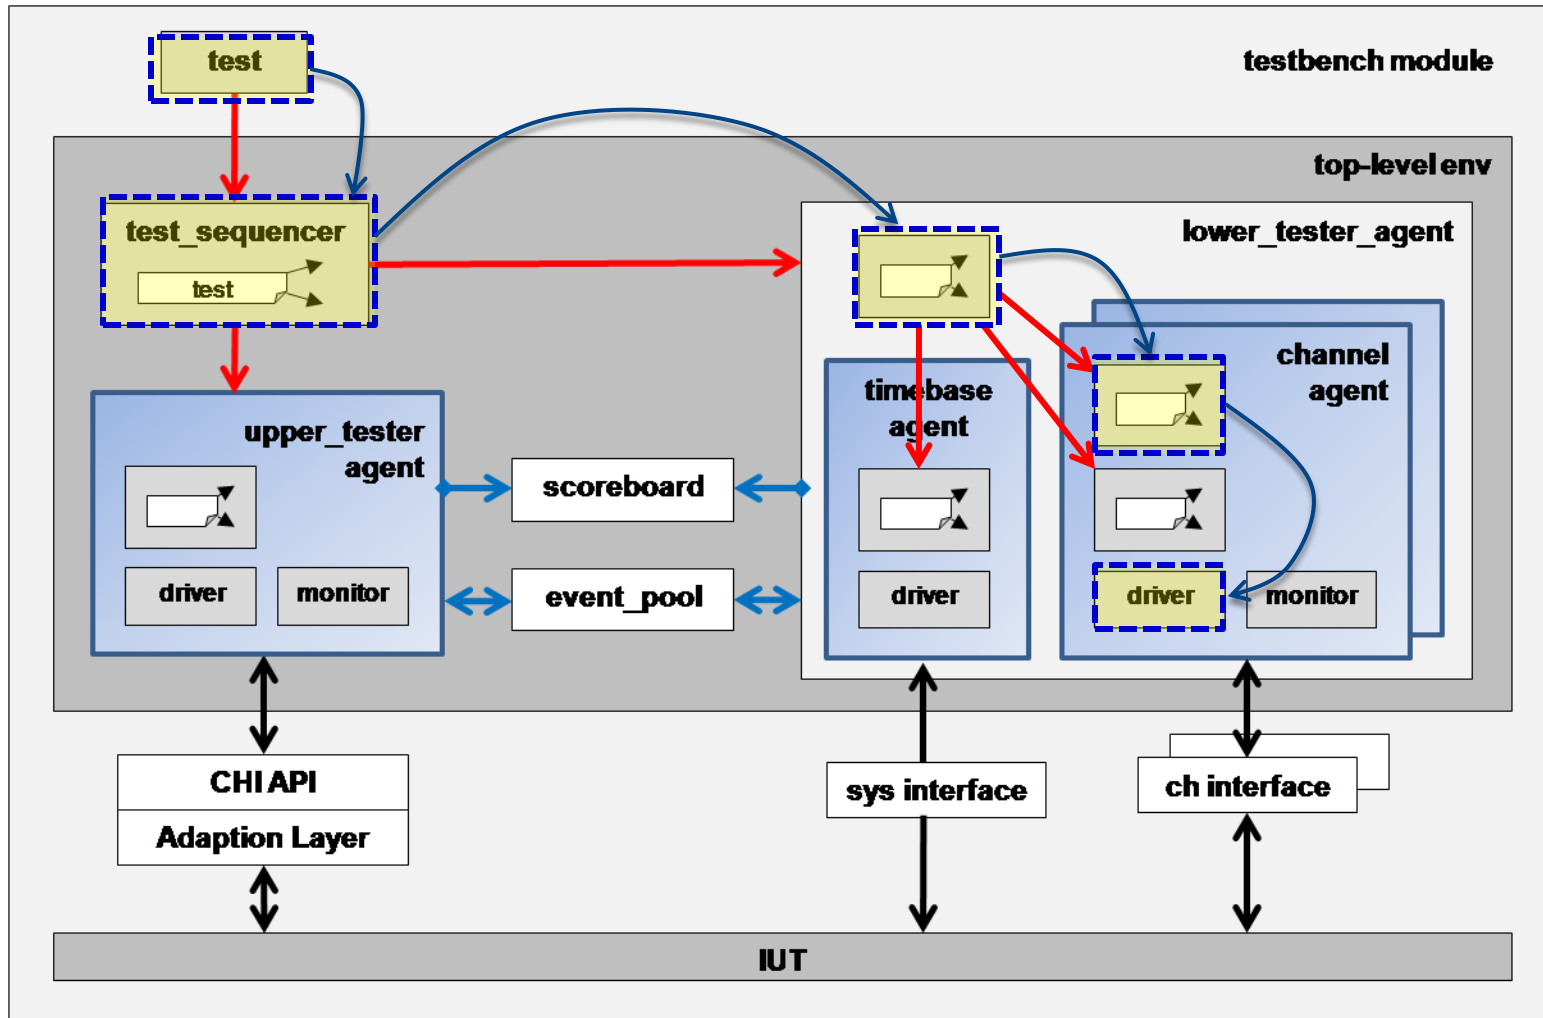 test
testbench module
top-level env
test_sequencer
test
lower_tester_agent
channel
agent
timebase
agent
upper_tester
agent
scoreboard
driver
monitor
event_pool
driver
driver
monitor
CHI API
Adaption Layer
sys interface
ch interface
IUT